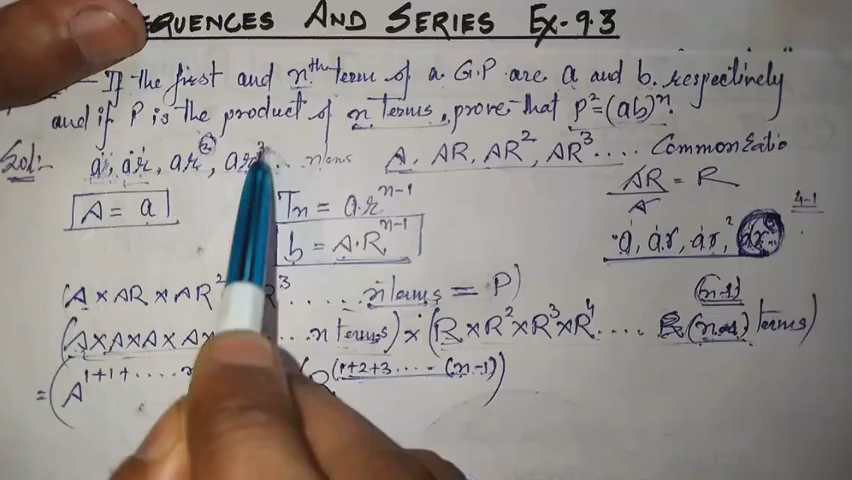 SEQUENCES AND SERIES Ex-9.3
If the first and nth term of a G.P are a and b respectively
and if P is the product of n terms, prove that P²=(ab)ⁿ.
Sol:- a, ar, ar², ar³ ... n terms A, AR, AR², AR³ .... Common Ratio
AR/A = R
A = a Tn = a.r^(n-1) 4-1
b = A.R^(n-1) a, ar, ar², ar³
(A × AR × AR² R³ ..... n terms = P) (n-1)
(A×A×A×A× ... n terms) × (R×R²×R³×R⁴ .... (n-1) terms)
= (A^(1+1+..... R^(1+2+3.....(n-1)))